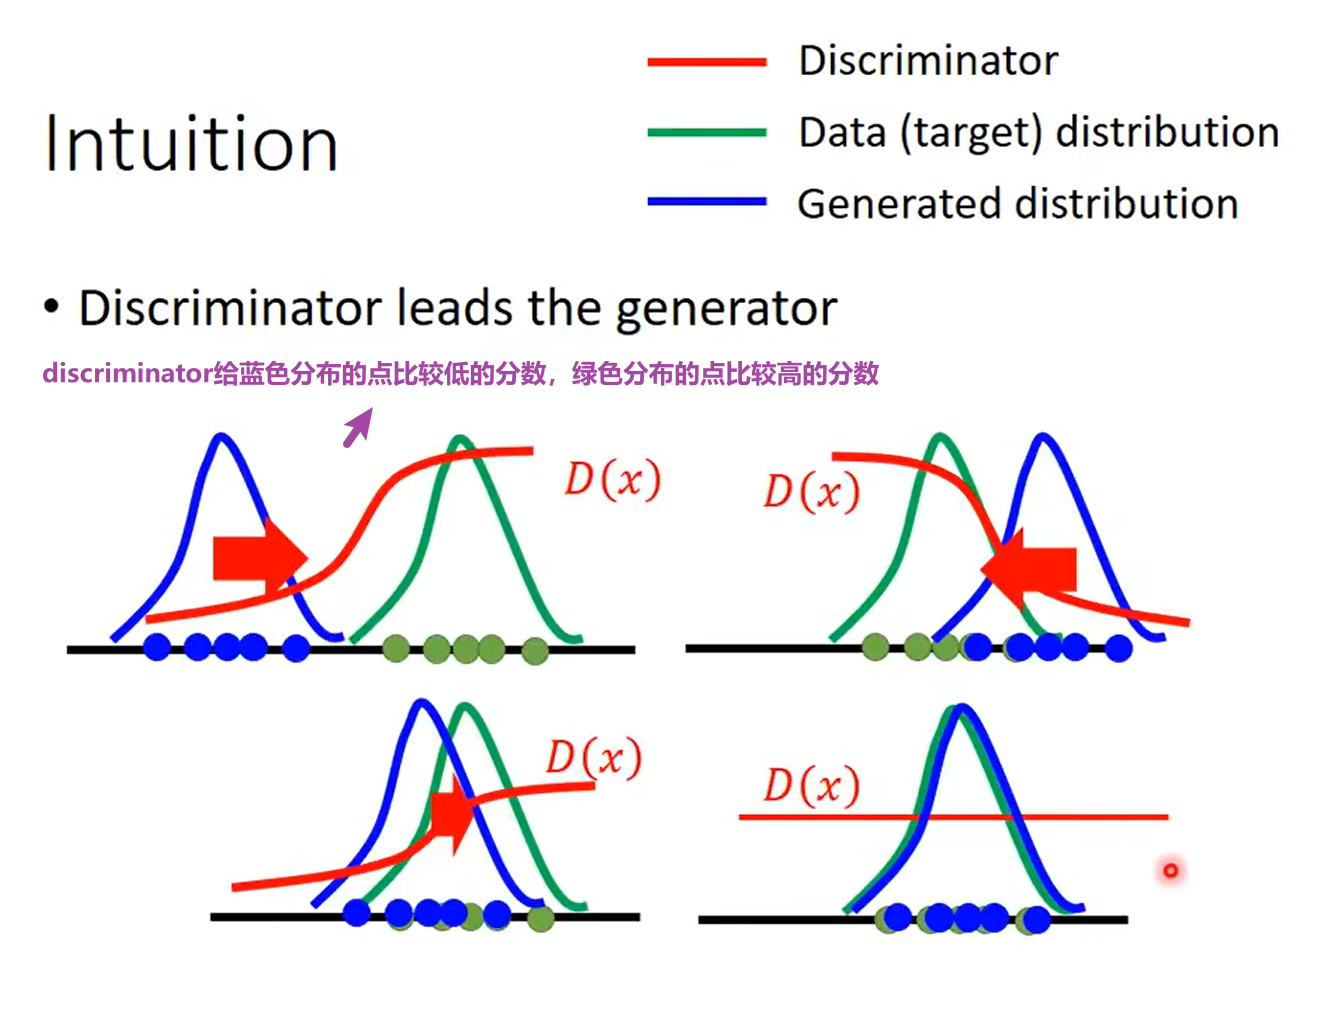 Discriminator
Intuition
Data (target) distribution
Generated distribution
• Discriminator leads the generator
discriminator给蓝色分布的点比较低的分数，绿色分布的点比较高的分数
D(x)
D(x)
D(x)
D(x)